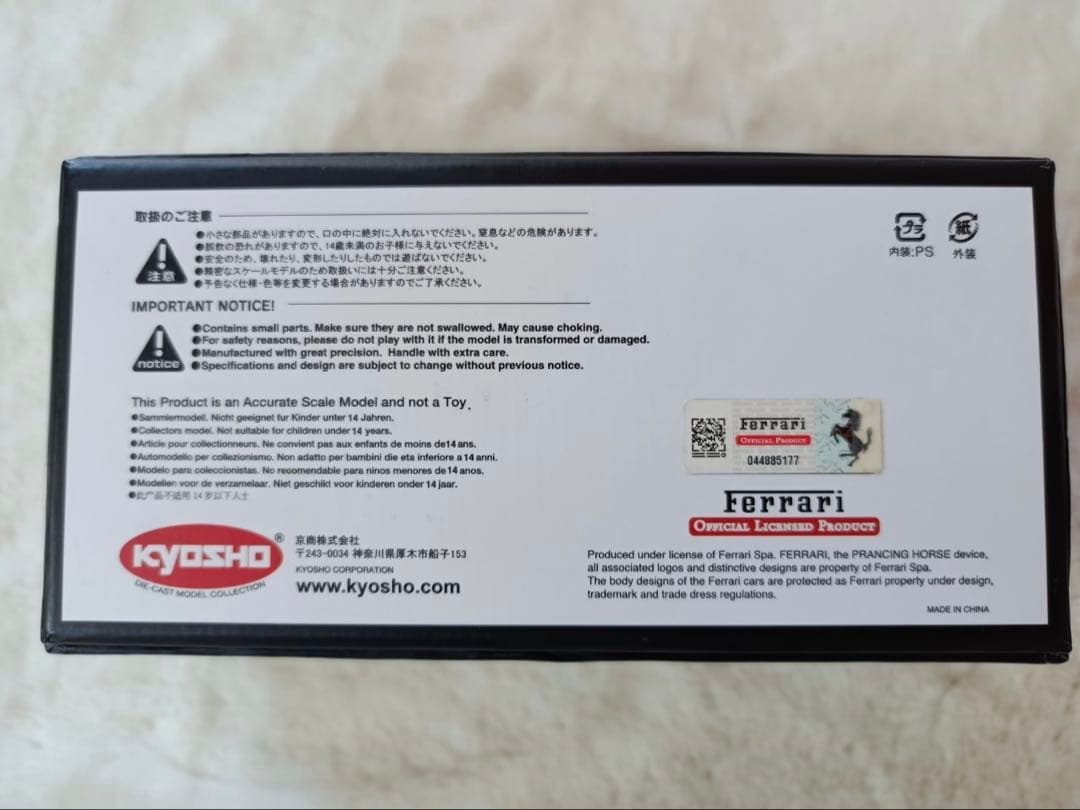 取扱のご注意
注意
●小さな部品がありますので、口の中に絶対に入れないでください。窒息などの危険があります。
●誤飲の恐れがありますので、14歳未満のお子様に与えないでください。
●安全のため、壊れたり、変形したりしたものでは遊ばないでください。
●精密なスケールモデルのため取扱いには十分ご注意ください。
●予告なく仕様・色等を変更する場合がありますのでご了承ください。
プラ
内装:PS
紙
外装
IMPORTANT NOTICE!
notice
●Contains small parts. Make sure they are not swallowed. May cause choking.
●For safety reasons, please do not play with it if the model is transformed or damaged.
●Manufactured with great precision. Handle with extra care.
●Specifications and design are subject to change without previous notice.
This Product is an Accurate Scale Model and not a Toy.
●Sammlermodell. Nicht geeignet fur Kinder unter 14 Jahren.
●Collectors model. Not suitable for children under 14 years.
●Article pour collectionneurs. Ne convient pas aux enfants de moins de 14 ans.
●Automodello per collezionismo. Non adatto per bambini die eta inferiore a 14 anni.
●Modelo para coleccionistas. No recomendable para ninos menores de 14 anos.
●Modellen voor de verzamelaar. Niet geschikt voor kinderen onder 14 jaar.
●此产品不适用 14 岁以下人士
Ferrari
OFFICIAL PRODUCT
044885177
Ferrari
OFFICIAL LICENSED PRODUCT
KYOSHO®
DIE-CAST MODEL COLLECTION
京商株式会社
〒243-0034 神奈川県厚木市船子153
KYOSHO CORPORATION
www.kyosho.com
Produced under license of Ferrari Spa. FERRARI, the PRANCING HORSE device,
all associated logos and distinctive designs are property of Ferrari Spa.
The body designs of the Ferrari cars are protected as Ferrari property under design,
trademark and trade dress regulations.
MADE IN CHINA